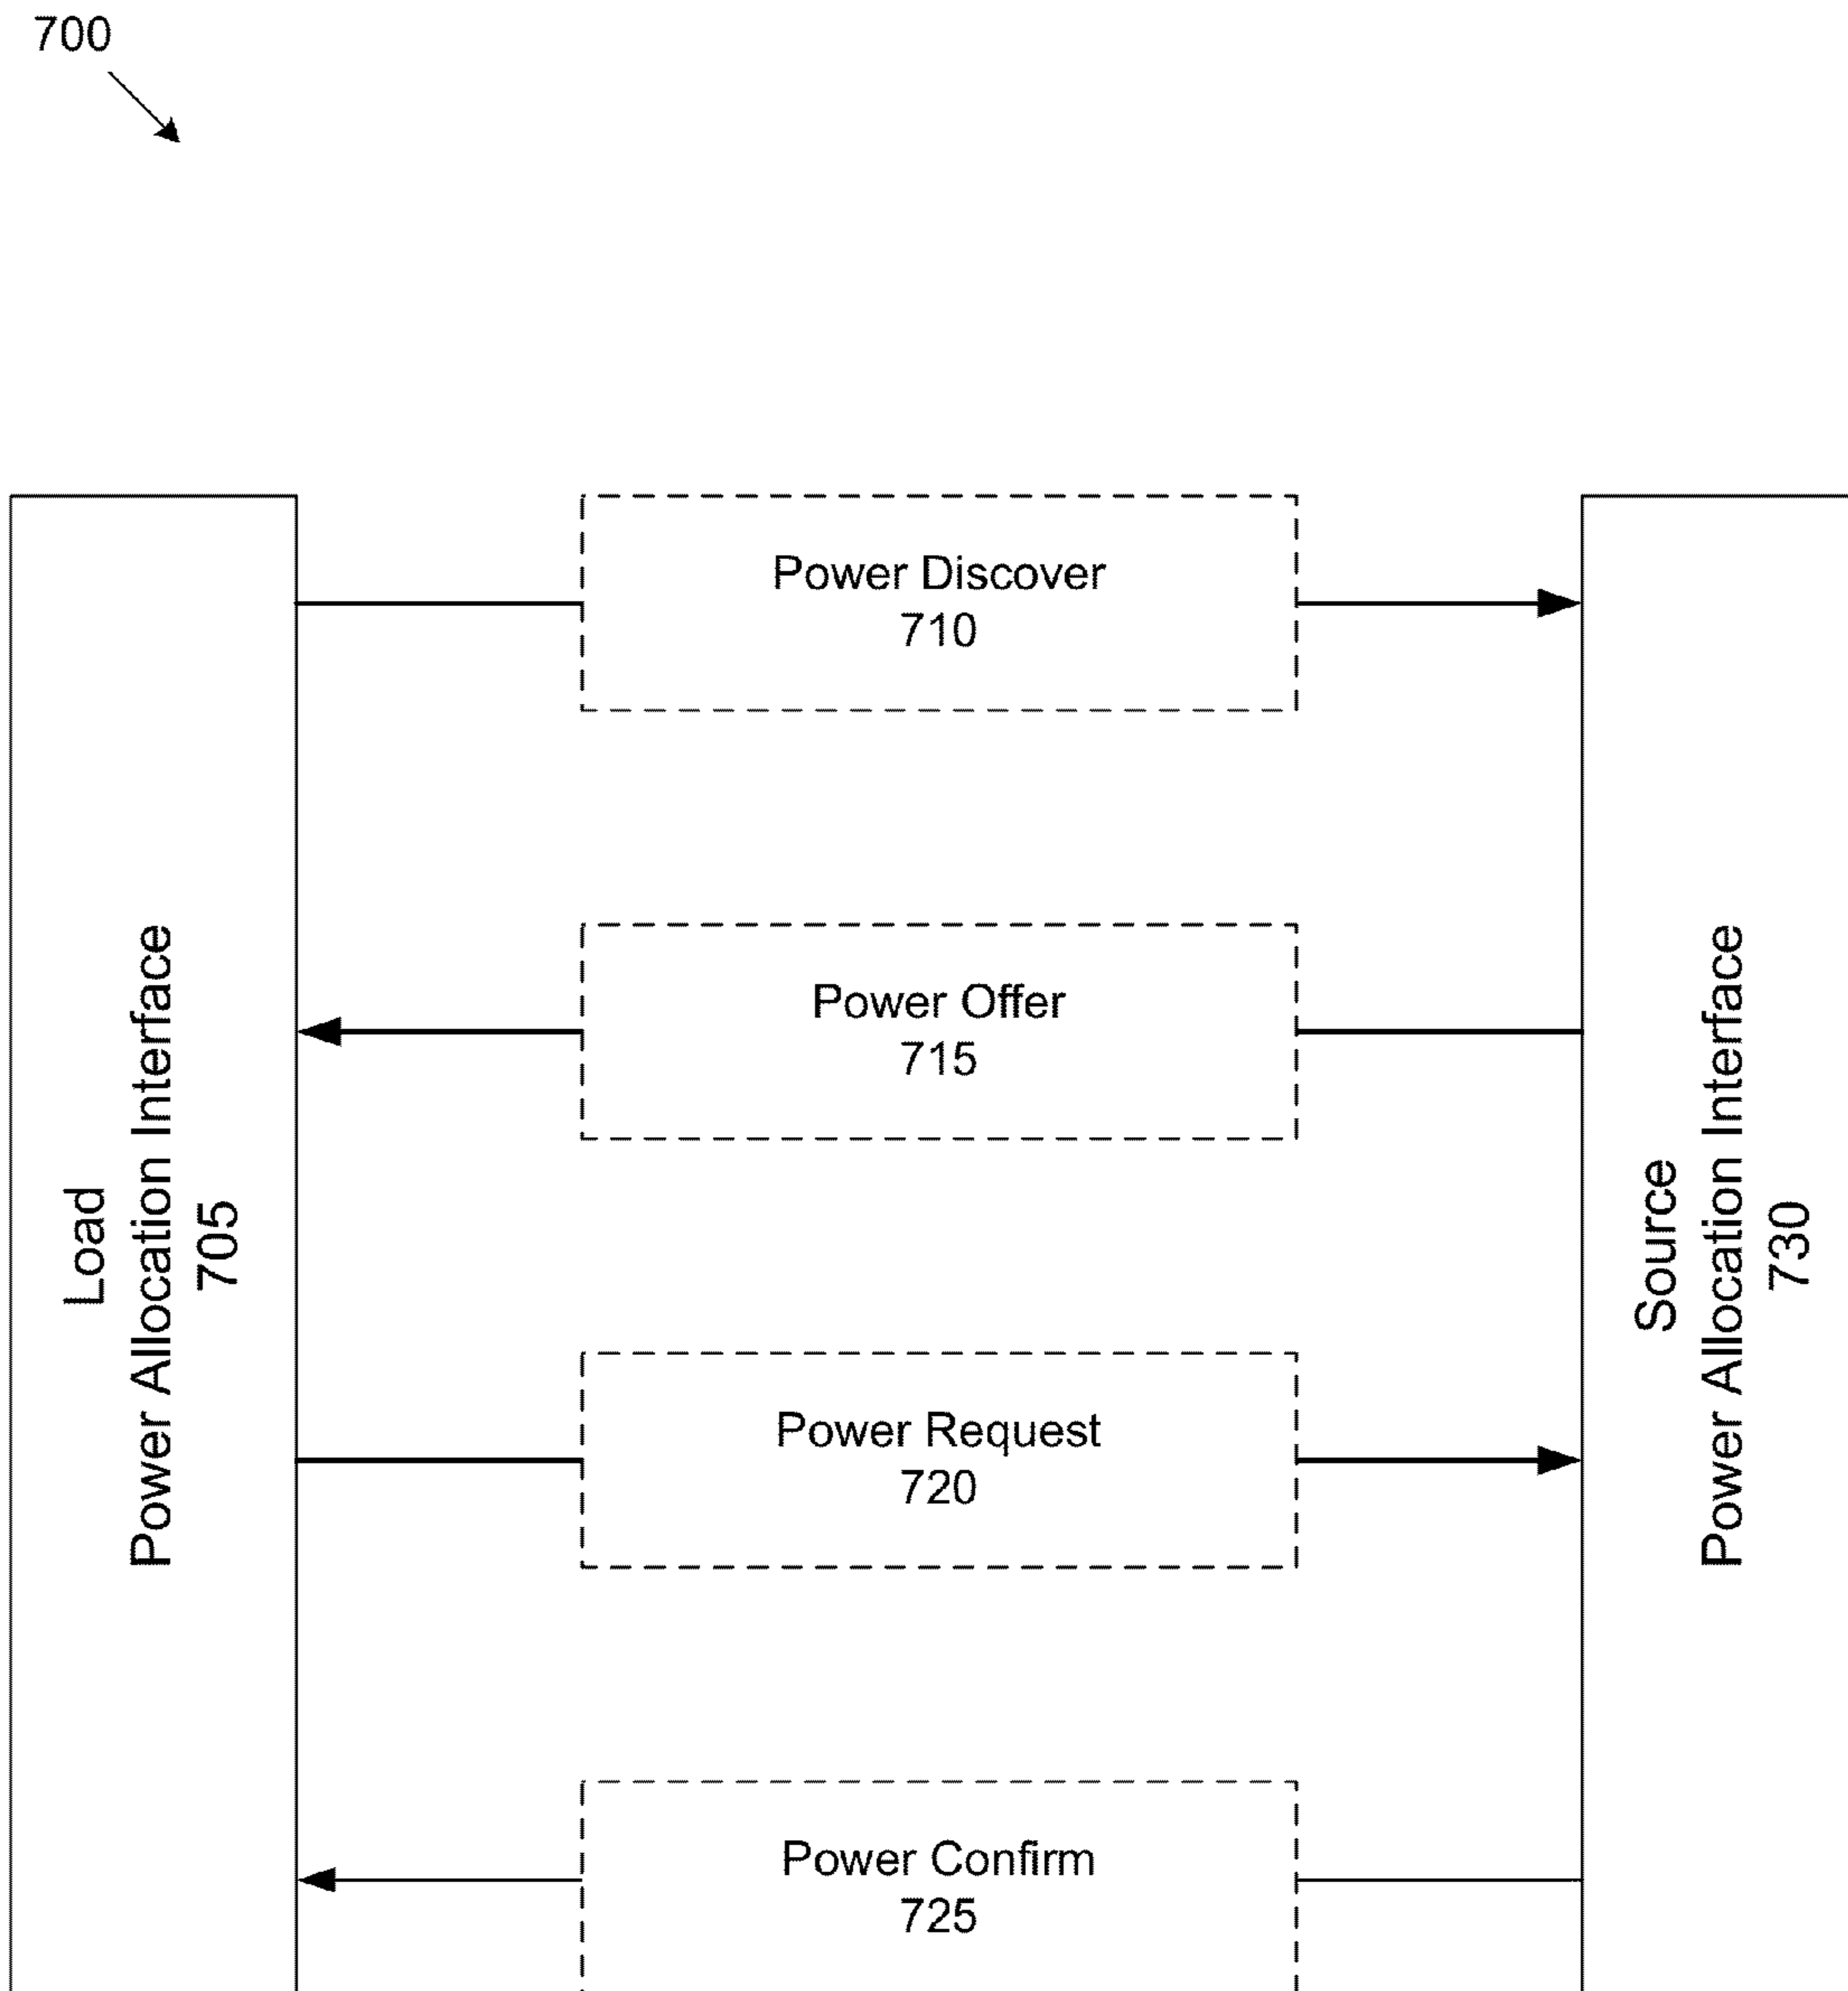 700
Power Discover
710
Power Offer
715
Load
Power Allocation Interface
705
Source
Power Allocation Interface
730
Power Request
720
Power Confirm
725